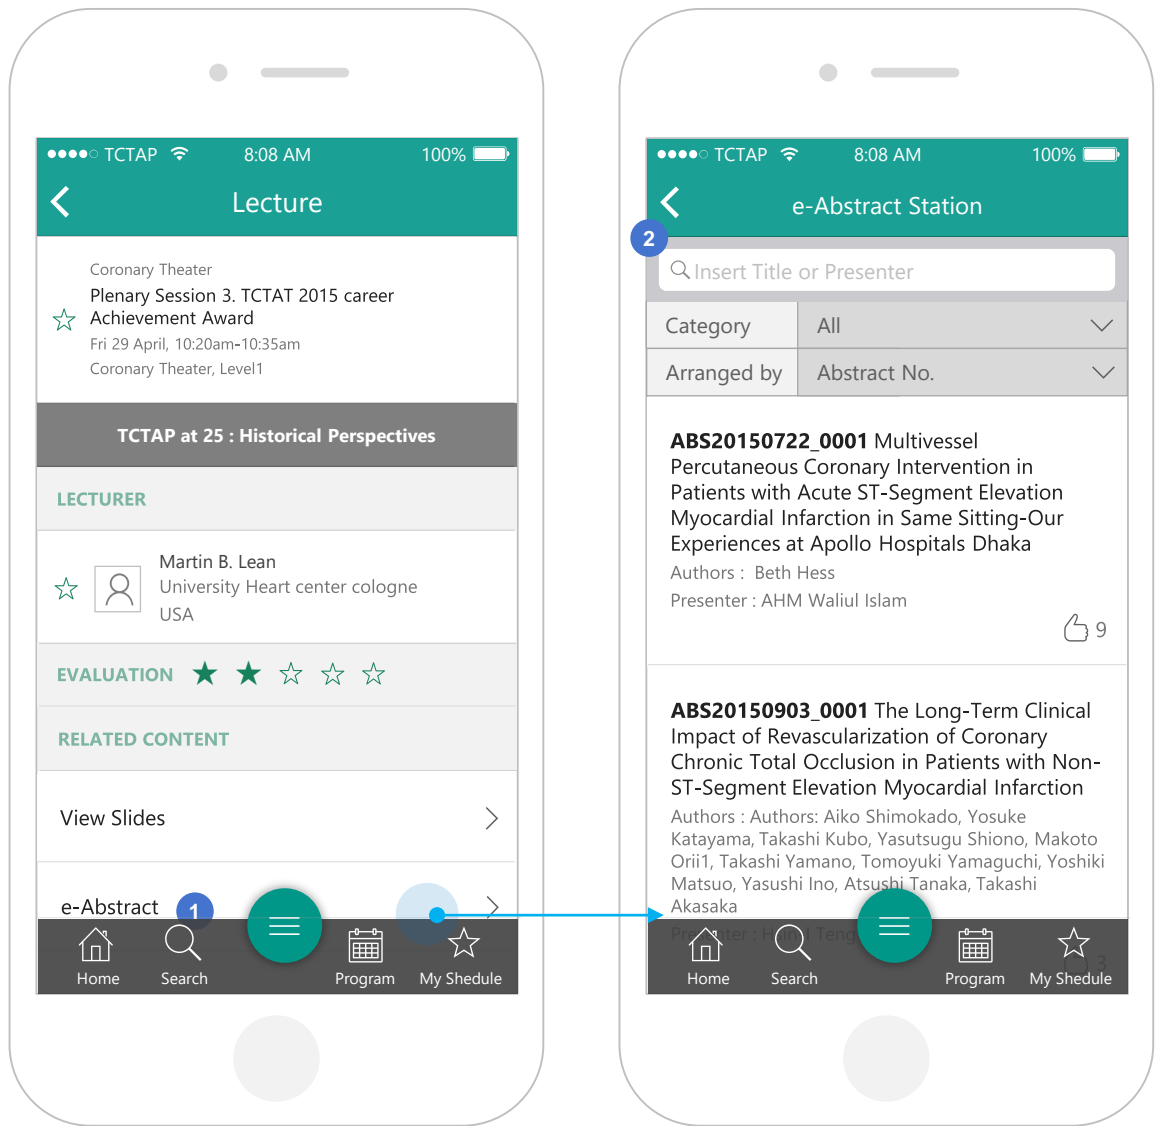 TCTAP 8:08 AM 100%
Lecture
Coronary Theater
Plenary Session 3. TCTAT 2015 career
Achievement Award
Fri 29 April, 10:20am-10:35am
Coronary Theater, Level1
TCTAP at 25 : Historical Perspectives
LECTURER
Martin B. Lean
University Heart center cologne
USA
EVALUATION
RELATED CONTENT
View Slides
e-Abstract 1
Home Search Program My Shedule
TCTAP 8:08 AM 100%
e-Abstract Station
2
Insert Title or Presenter
Category All
Arranged by Abstract No.
ABS20150722_0001 Multivessel
Percutaneous Coronary Intervention in
Patients with Acute ST-Segment Elevation
Myocardial Infarction in Same Sitting-Our
Experiences at Apollo Hospitals Dhaka
Authors : Beth Hess
Presenter : AHM Waliul Islam
9
ABS20150903_0001 The Long-Term Clinical
Impact of Revascularization of Coronary
Chronic Total Occlusion in Patients with Non-
ST-Segment Elevation Myocardial Infarction
Authors : Authors: Aiko Shimokado, Yosuke
Katayama, Takashi Kubo, Yasutsugu Shiono, Makoto
Orii1, Takashi Yamano, Tomoyuki Yamaguchi, Yoshiki
Matsuo, Yasushi Ino, Atsushi Tanaka, Takashi
Akasaka
Presenter :
3
Home Search Program My Shedule